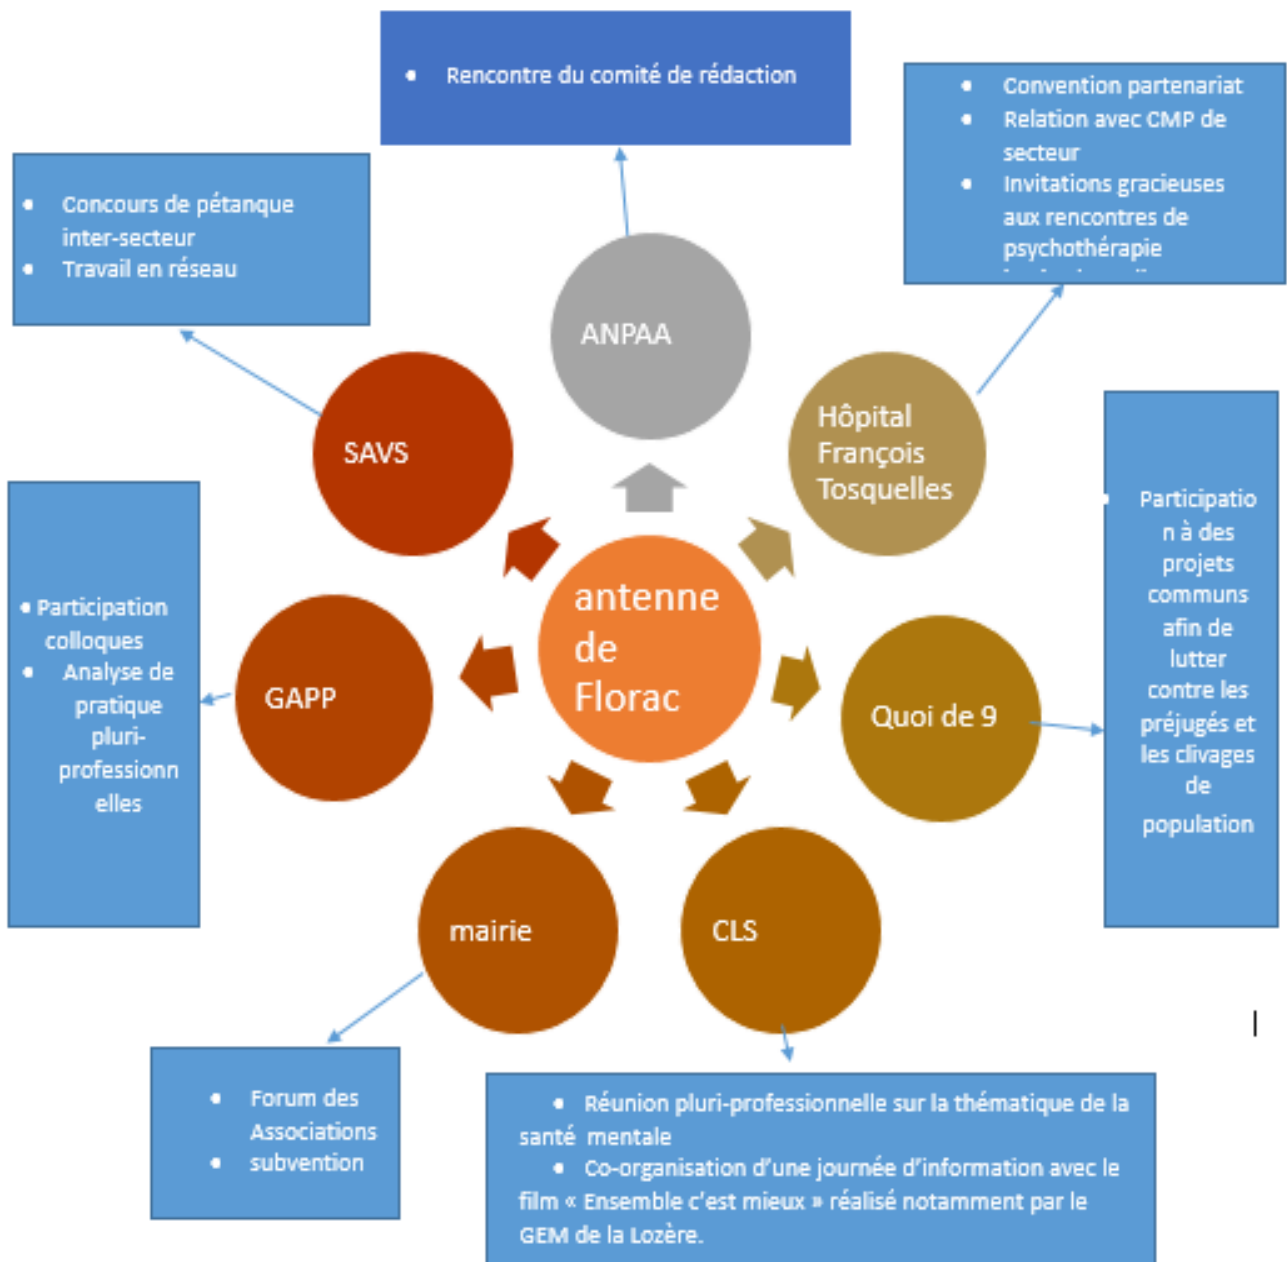 • Rencontre du comité de rédaction
• Convention partenariat
• Relation avec CMP de
secteur
• Invitations gracieuses
aux rencontres de
psychothérapie
• Concours de pétanque
inter-secteur
• Travail en réseau
ANPAA
Hôpital
François
Tosquelles
SAVS
• Participatio
n à des
projets
communs
afin de
lutter
contre les
préjugés et
les clivages
de
population
• Participation
colloques
• Analyse de
pratique
pluri-
professionn
elles
antenne
de
Florac
GAPP
Quoi de 9
mairie
CLS
• Forum des
Associations
• subvention
• Réunion pluri-professionnelle sur la thématique de la
santé mentale
• Co-organisation d’une journée d’information avec le
film « Ensemble c’est mieux » réalisé notamment par le
GEM de la Lozère.